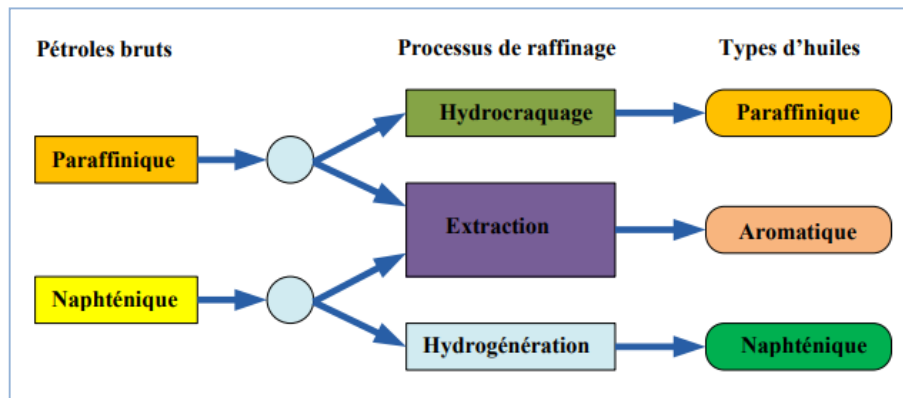 Pétroles bruts
Processus de raffinage
Types d’huiles
Hydrocraquage
Paraffinique
Paraffinique
Extraction
Aromatique
Naphténique
Hydrogénération
Naphténique